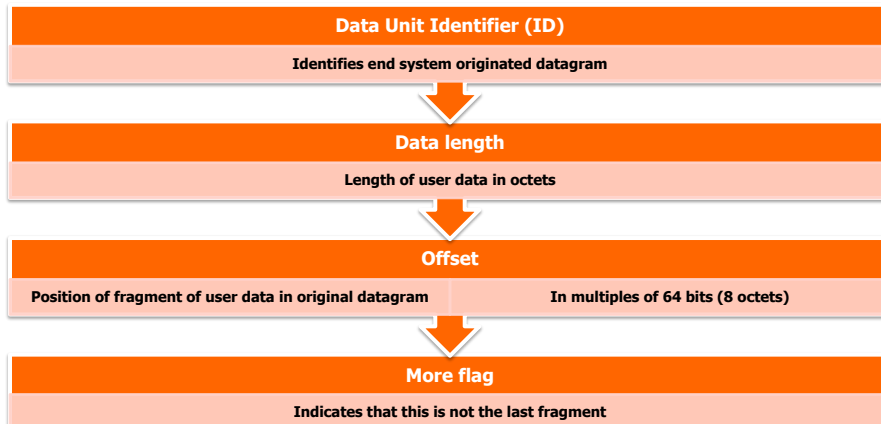 Data Unit Identifier (ID)
Identifies end system originated datagram
Data length
Length of user data in octets
Offset
Position of fragment of user data in original datagram
In multiples of 64 bits (8 octets)
More flag
Indicates that this is not the last fragment